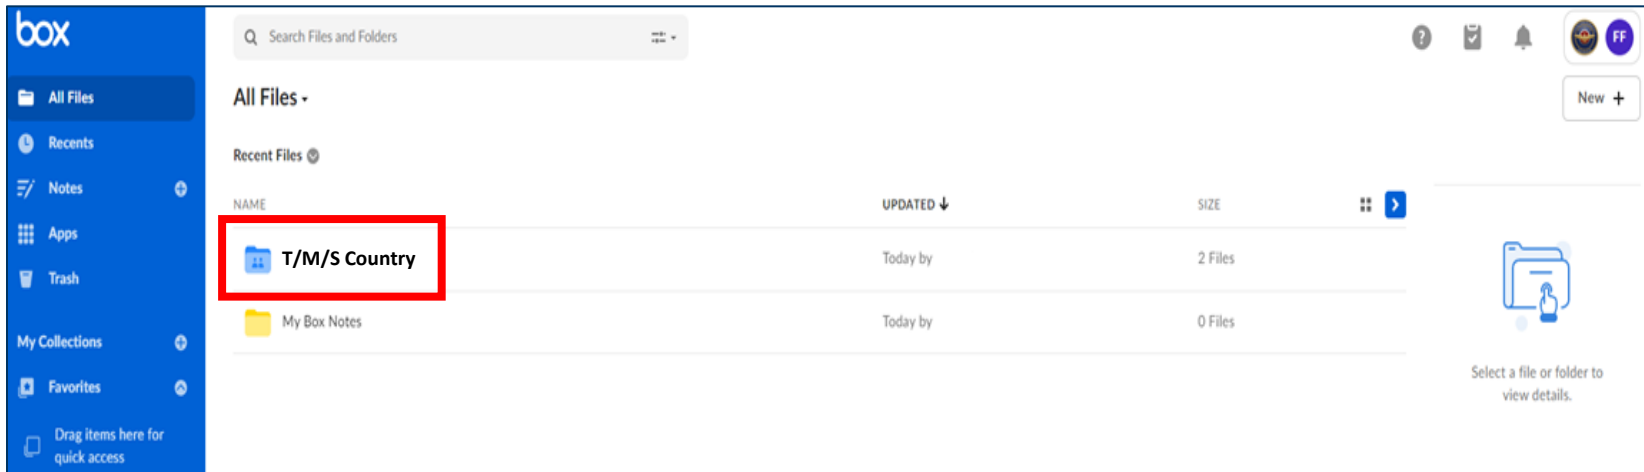 box
Search Files and Folders
?
FF
All Files
Recents
Notes
Apps
Trash
My Collections
Favorites
Drag items here for
quick access
All Files
New +
Recent Files
NAME
UPDATED ↓
SIZE
T/M/S Country
Today by
2 Files
My Box Notes
Today by
0 Files
Select a file or folder to
view details.